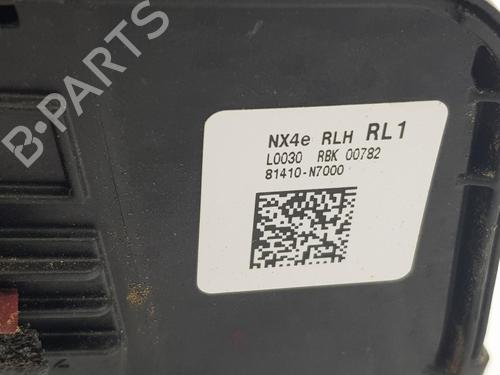 NX4e RLH RL1
L0030 RBK 00782
81410-N7000
B-PARTS